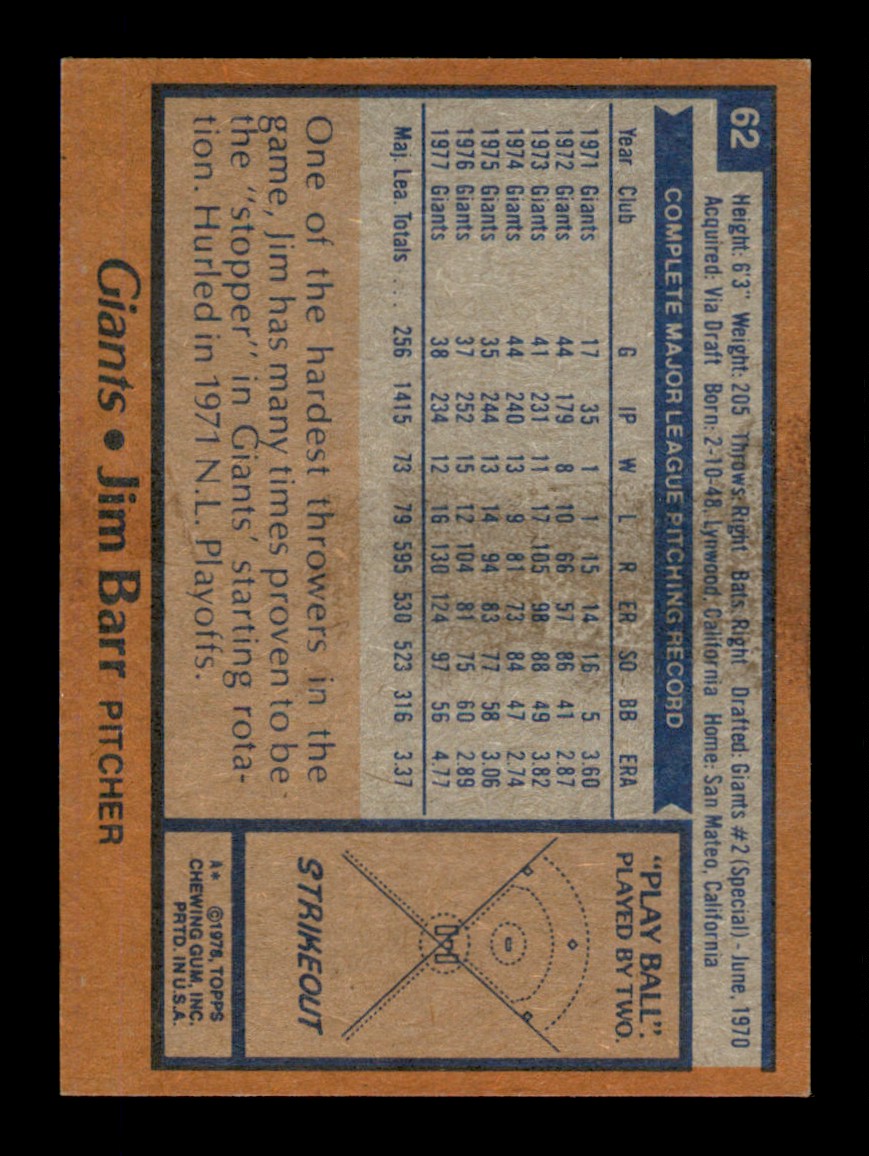 62
Height: 6'3" Weight: 205 Throws: Right Bats: Right Drafted: Giants #2 (Special) - June, 1970
Acquired: Via Draft Born: 2-10-48, Lynwood, California Home: San Mateo, California
COMPLETE MAJOR LEAGUE PITCHING RECORD
Year Club G IP W L R ER SO BB ERA
1971 Giants 17 35 1 1 15 14 16 5 3.60
1972 Giants 44 179 8 10 66 57 86 41 2.87
1973 Giants 41 231 11 17 105 98 88 49 3.82
1974 Giants 44 240 13 9 81 73 84 47 2.74
1975 Giants 35 244 13 14 94 83 77 58 3.06
1976 Giants 37 252 15 12 104 81 75 60 2.89
1977 Giants 38 234 12 16 130 124 97 56 4.77
Maj. Lea. Totals ... 256 1415 73 79 595 530 523 316 3.37
One of the hardest throwers in the
game, Jim has many times proven to be
the "stopper" in Giants' starting rota-
tion. Hurled in 1971 N.L. Playoffs.
"PLAY BALL".
PLAYED BY TWO.
STRIKEOUT
A* ©1978, TOPPS
CHEWING GUM, INC.
PRTD. IN U.S.A.
Giants • Jim Barr PITCHER